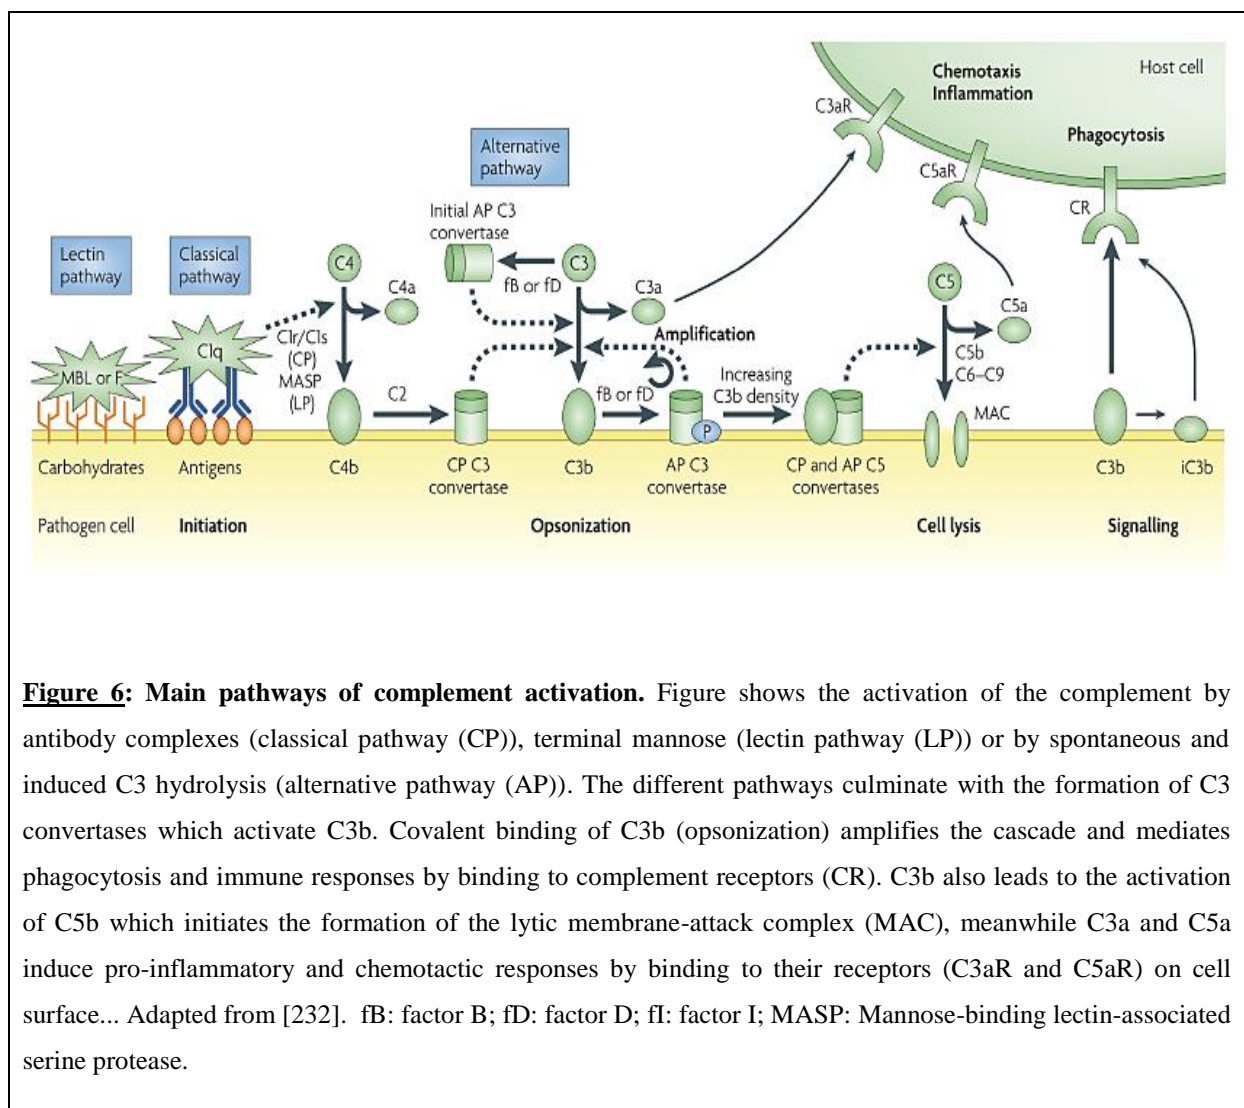 Chemotaxis
Inflammation
Host cell
C3aR
Phagocytosis
Alternative
pathway
C5aR
CR
Initial AP C3
convertase
Lectin
pathway
Classical
pathway
C4
C3
fB or fD
C4a
C3a
C5
C5a
Amplification
Clr/Cls
(CP)
MASP
(LP)
Clq
MBL or F
C5b
C6–C9
C2
fB or fD
Increasing
C3b density
MAC
P
Carbohydrates
Antigens
C4b
CP C3
convertase
C3b
AP C3
convertase
CP and AP C5
convertases
C3b
iC3b
Pathogen cell
Initiation
Opsonization
Cell lysis
Signalling
Figure 6: Main pathways of complement activation. Figure shows the activation of the complement by
antibody complexes (classical pathway (CP)), terminal mannose (lectin pathway (LP)) or by spontaneous and
induced C3 hydrolysis (alternative pathway (AP)). The different pathways culminate with the formation of C3
convertases which activate C3b. Covalent binding of C3b (opsonization) amplifies the cascade and mediates
phagocytosis and immune responses by binding to complement receptors (CR). C3b also leads to the activation
of C5b which initiates the formation of the lytic membrane-attack complex (MAC), meanwhile C3a and C5a
induce pro-inflammatory and chemotactic responses by binding to their receptors (C3aR and C5aR) on cell
surface... Adapted from [232]. fB: factor B; fD: factor D; fI: factor I; MASP: Mannose-binding lectin-associated
serine protease.